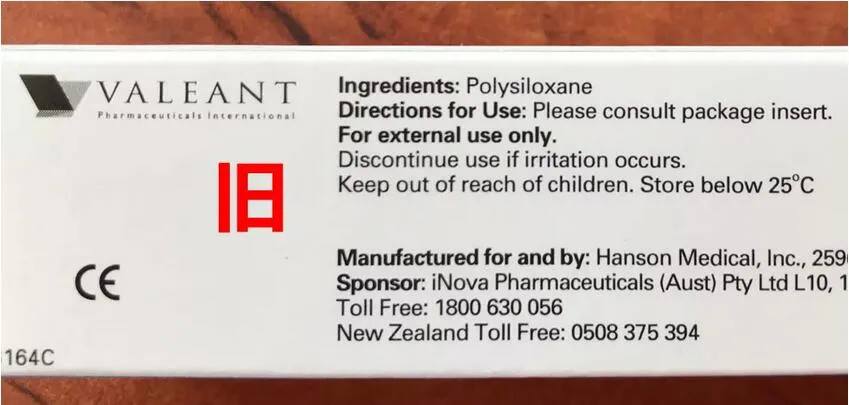 VALEANT
Pharmaceuticals International
Ingredients: Polysiloxane
Directions for Use: Please consult package insert.
For external use only.
Discontinue use if irritation occurs.
Keep out of reach of children. Store below 25°C
旧
Manufactured for and by: Hanson Medical, Inc., 259
Sponsor: iNova Pharmaceuticals (Aust) Pty Ltd L10, 1
Toll Free: 1800 630 056
New Zealand Toll Free: 0508 375 394
CE
164C